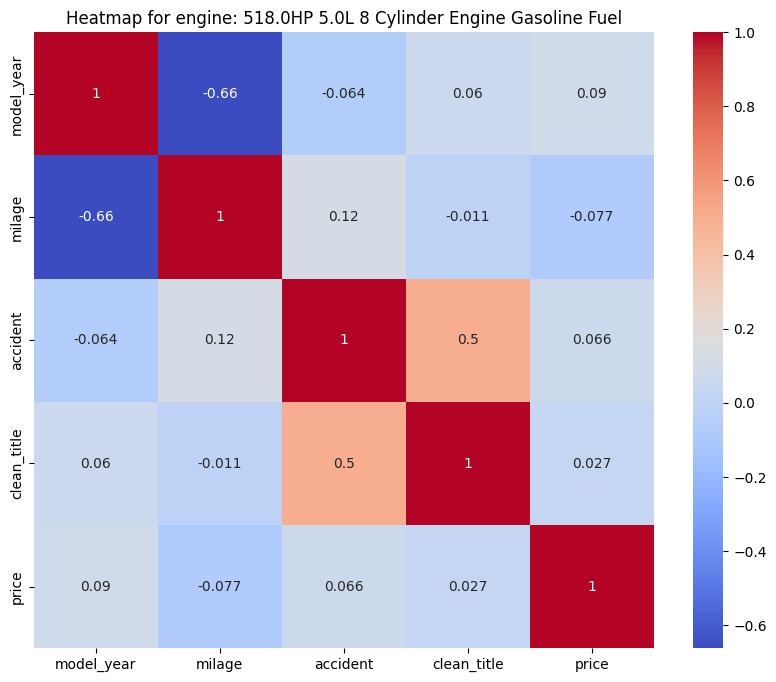 Heatmap for engine: 518.0HP 5.0L 8 Cylinder Engine Gasoline Fuel
model_year 1 -0.66 -0.064 0.06 0.09
milage -0.66 1 0.12 -0.011 -0.077
accident -0.064 0.12 1 0.5 0.066
clean_title 0.06 -0.011 0.5 1 0.027
price 0.09 -0.077 0.066 0.027 1
model_year milage accident clean_title price
1.0
0.8
0.6
0.4
0.2
0.0
−0.2
−0.4
−0.6